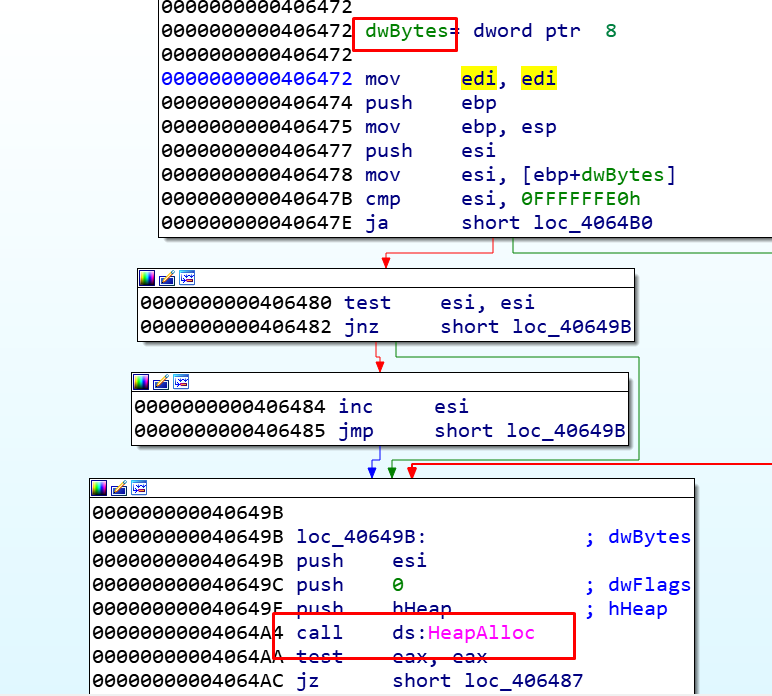 0000000000406472
0000000000406472 dwBytes= dword ptr 8
0000000000406472
0000000000406472 mov edi, edi
0000000000406474 push ebp
0000000000406475 mov ebp, esp
0000000000406477 push esi
0000000000406478 mov esi, [ebp+dwBytes]
000000000040647B cmp esi, 0FFFFFFE0h
000000000040647E ja short loc_4064B0
0000000000406480 test esi, esi
0000000000406482 jnz short loc_40649B
0000000000406484 inc esi
0000000000406485 jmp short loc_40649B
000000000040649B
000000000040649B loc_40649B: ; dwBytes
000000000040649B push esi
000000000040649C push 0 ; dwFlags
000000000040649E push hHeap ; hHeap
00000000004064A4 call ds:HeapAlloc
00000000004064AA test eax, eax
00000000004064AC jz short loc_406487